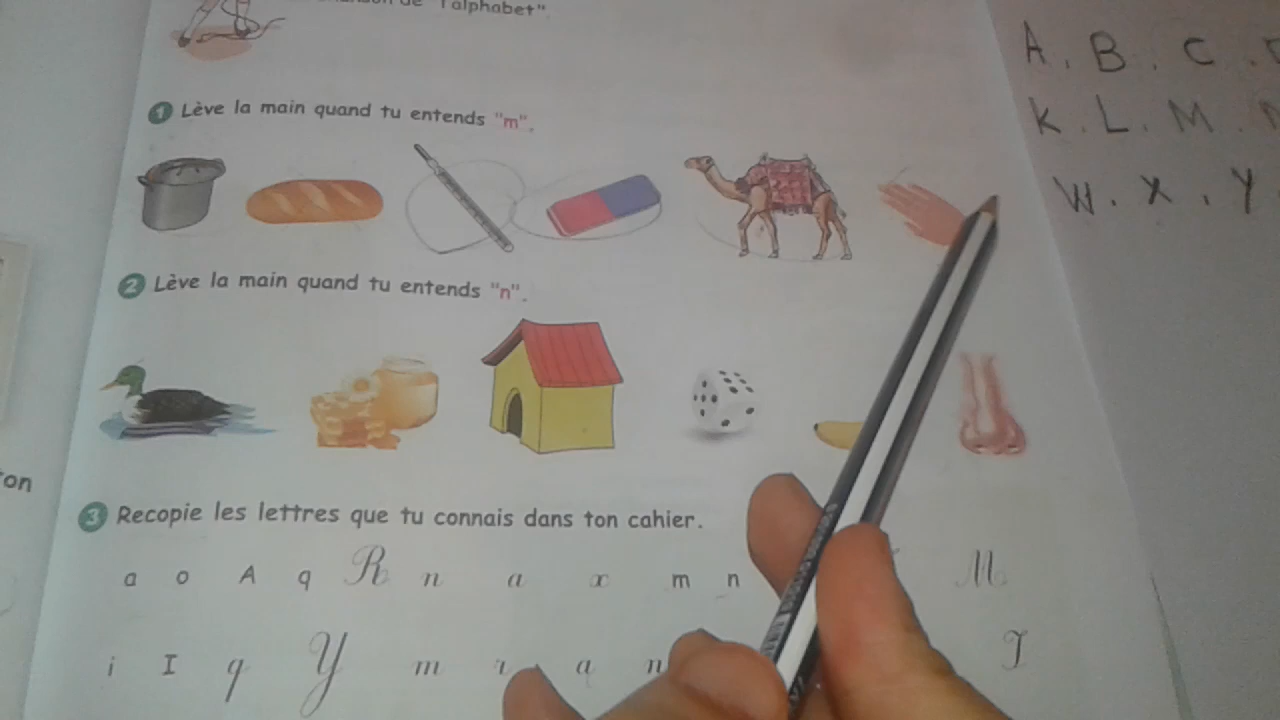 de "l'alphabet".
A . B . C .
K . L . M .
W . X . Y
1 Lève la main quand tu entends "m".
2 Lève la main quand tu entends "n".
on
3 Recopie les lettres que tu connais dans ton cahier.
a o A q R n a x m n M
i I q Y m r a n